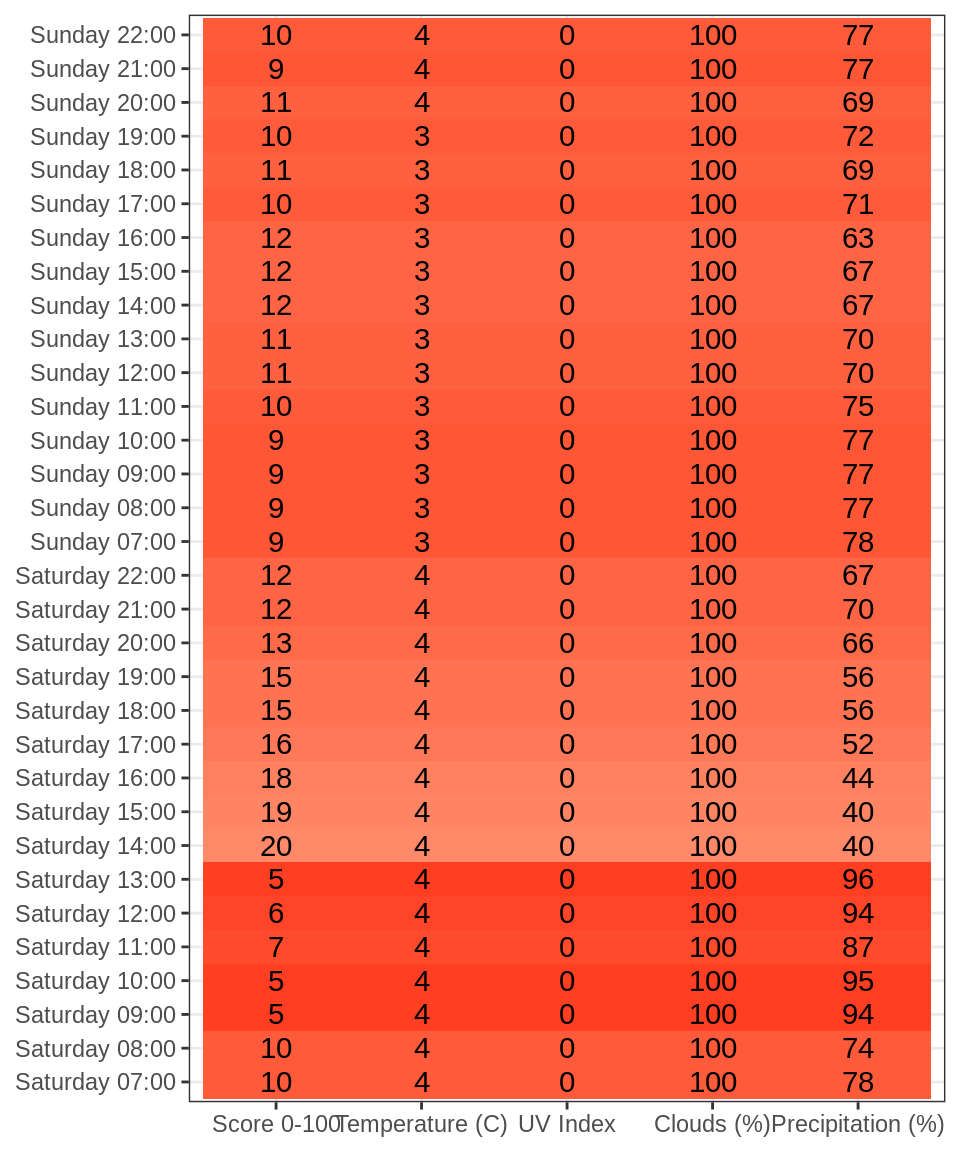 Sunday 22:00 10 4 0 100 77
Sunday 21:00 9 4 0 100 77
Sunday 20:00 11 4 0 100 69
Sunday 19:00 10 3 0 100 72
Sunday 18:00 11 3 0 100 69
Sunday 17:00 10 3 0 100 71
Sunday 16:00 12 3 0 100 63
Sunday 15:00 12 3 0 100 67
Sunday 14:00 12 3 0 100 67
Sunday 13:00 11 3 0 100 70
Sunday 12:00 11 3 0 100 70
Sunday 11:00 10 3 0 100 75
Sunday 10:00 9 3 0 100 77
Sunday 09:00 9 3 0 100 77
Sunday 08:00 9 3 0 100 77
Sunday 07:00 9 3 0 100 78
Saturday 22:00 12 4 0 100 67
Saturday 21:00 12 4 0 100 70
Saturday 20:00 13 4 0 100 66
Saturday 19:00 15 4 0 100 56
Saturday 18:00 15 4 0 100 56
Saturday 17:00 16 4 0 100 52
Saturday 16:00 18 4 0 100 44
Saturday 15:00 19 4 0 100 40
Saturday 14:00 20 4 0 100 40
Saturday 13:00 5 4 0 100 96
Saturday 12:00 6 4 0 100 94
Saturday 11:00 7 4 0 100 87
Saturday 10:00 5 4 0 100 95
Saturday 09:00 5 4 0 100 94
Saturday 08:00 10 4 0 100 74
Saturday 07:00 10 4 0 100 78
Score 0-100 Temperature (C) UV Index Clouds (%) Precipitation (%)